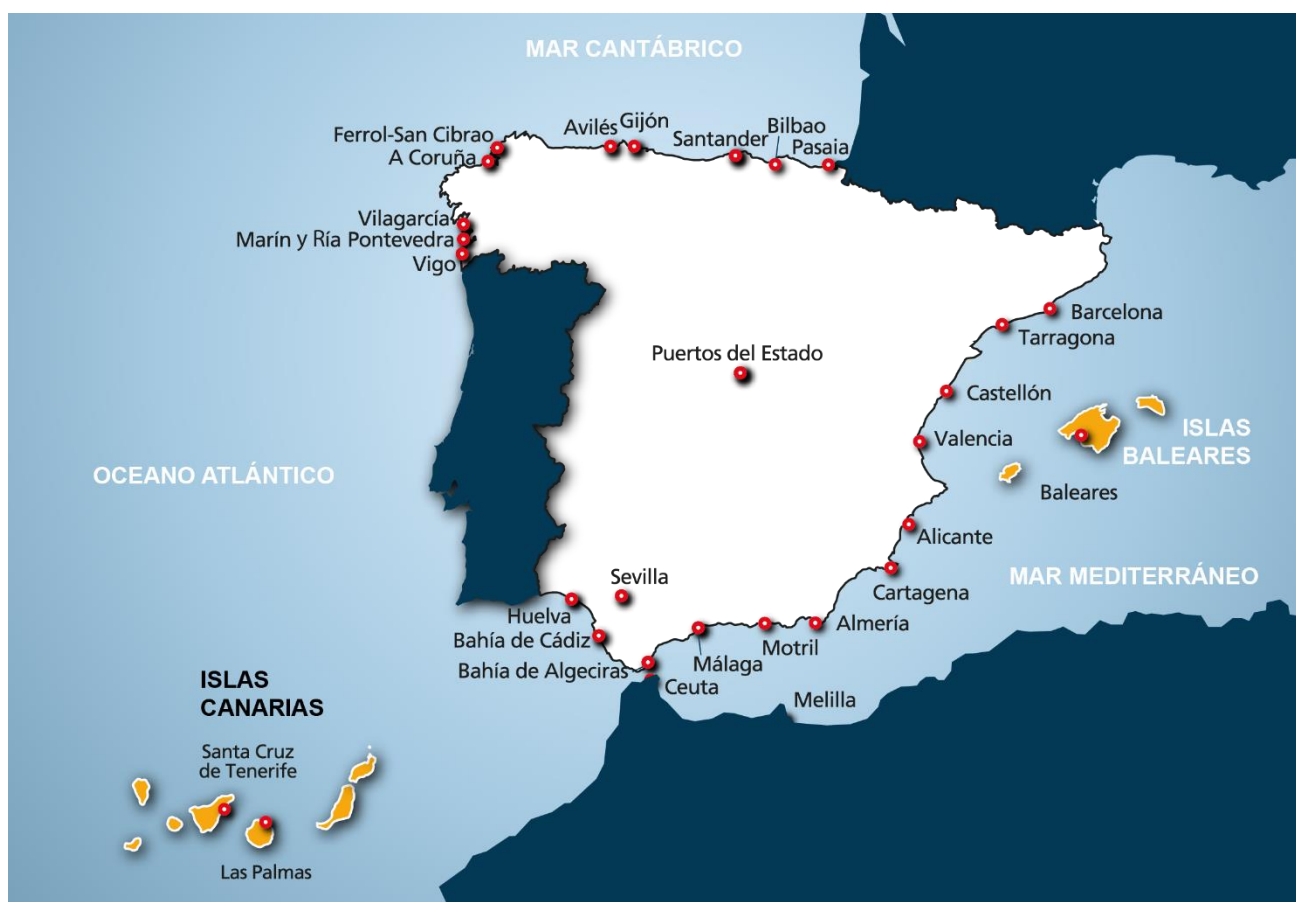 MAR CANTÁBRICO
Ferrol-San Cibrao
A Coruña
Avilés
Gijón
Santander
Bilbao
Pasaia
Vilagarcía
Marín y Ría Pontevedra
Vigo
Barcelona
Tarragona
Puertos del Estado
Castellón
Valencia
ISLAS
BALEARES
Baleares
OCEANO ATLÁNTICO
Alicante
MAR MEDITERRÁNEO
Cartagena
Sevilla
Huelva
Bahía de Cádiz
Bahía de Algeciras
Málaga
Motril
Almería
Ceuta
Melilla
ISLAS
CANARIAS
Santa Cruz
de Tenerife
Las Palmas